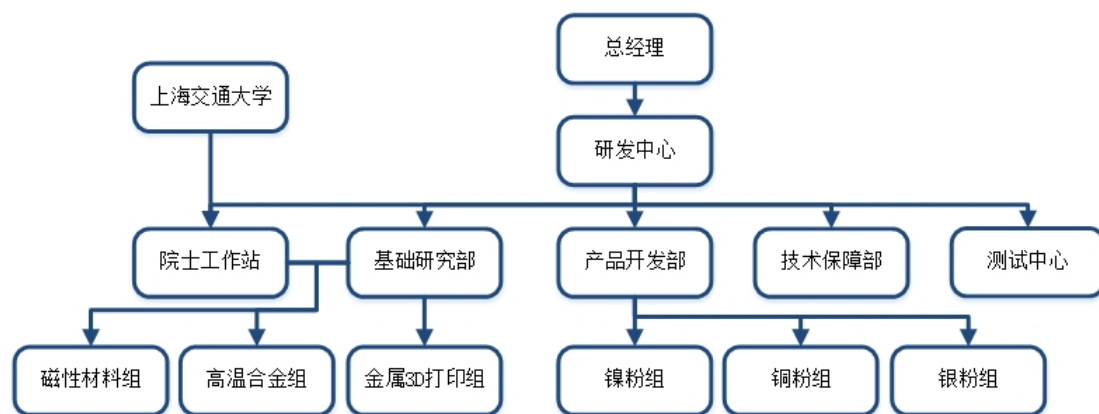 总经理
上海交通大学
研发中心
院士工作站
基础研究部
产品开发部
技术保障部
测试中心
磁性材料组
高温合金组
金属3D打印组
镍粉组
铜粉组
银粉组